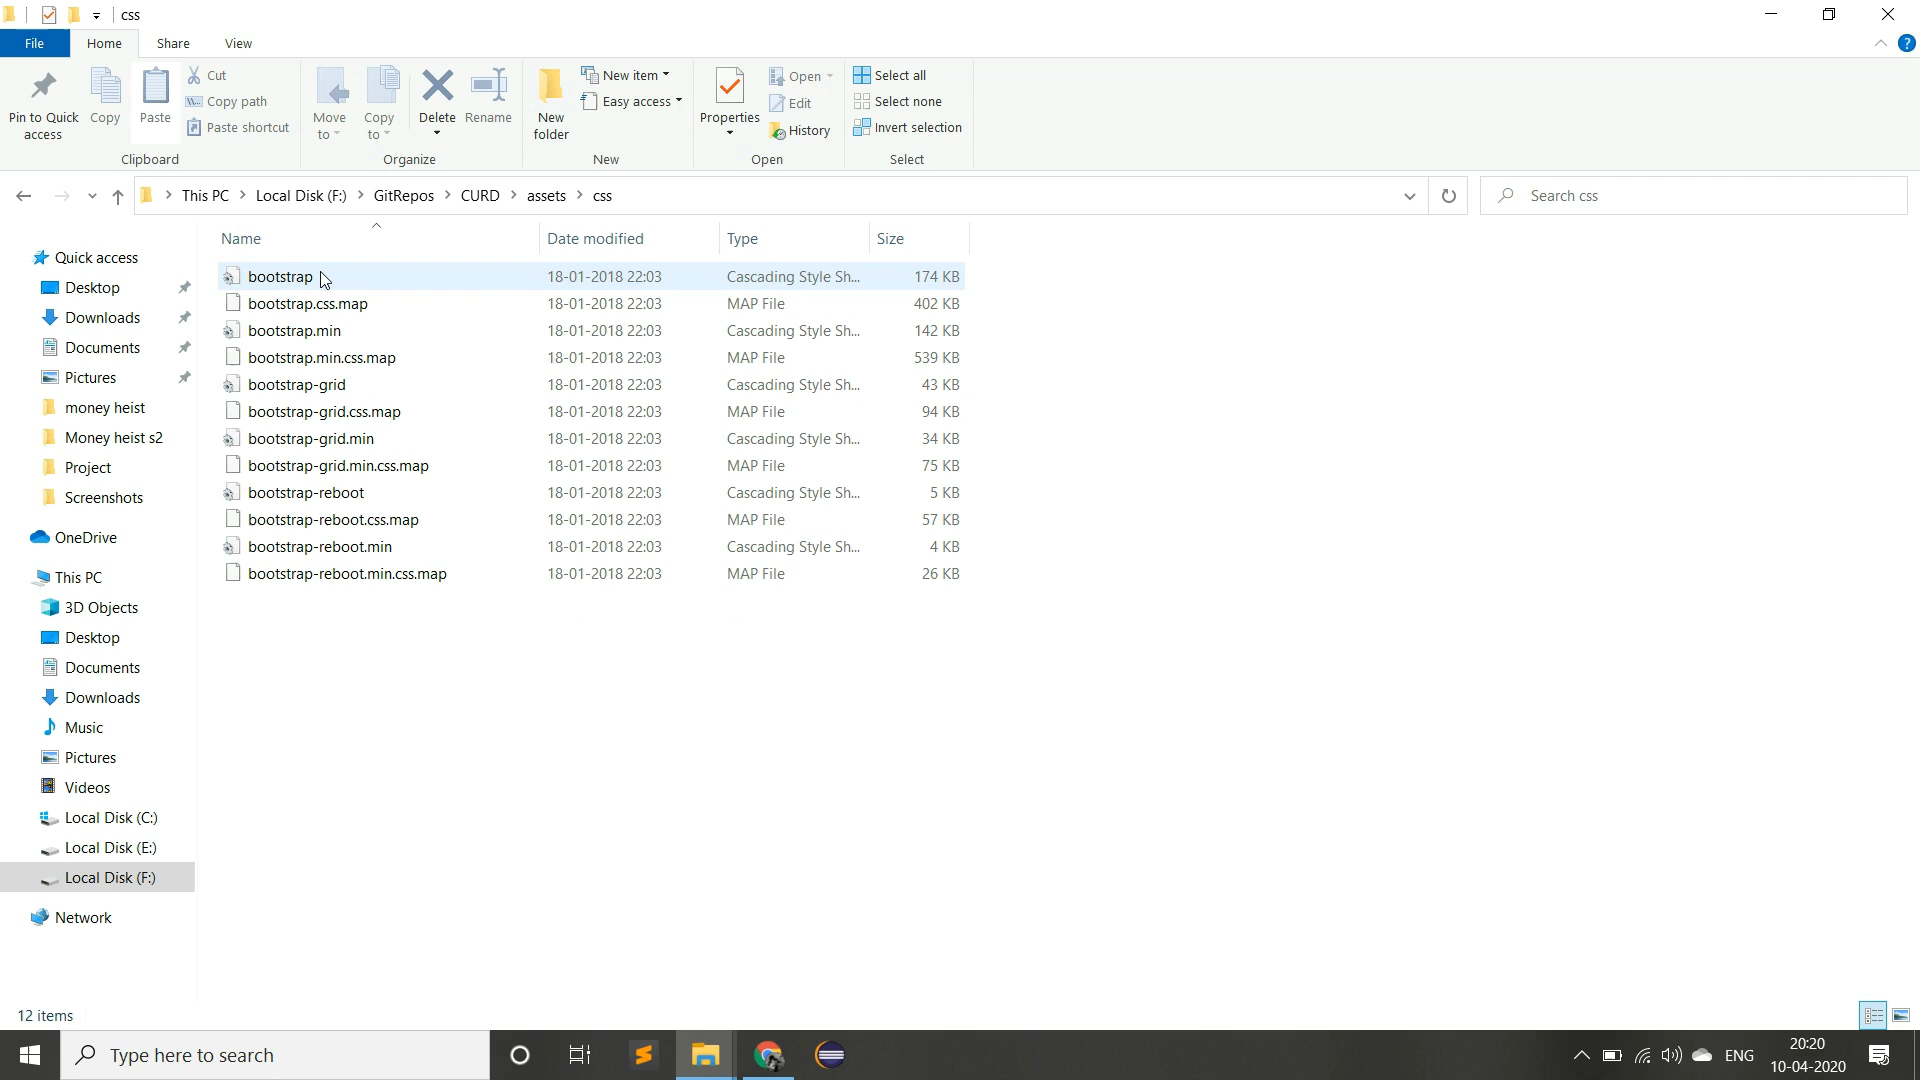 css
File Home Share View
Pin to Quick access
Copy
Paste
Cut
Copy path
Paste shortcut
Clipboard
Move to
Copy to
Delete
Rename
Organize
New folder
New item
Easy access
New
Properties
Open
Edit
History
Open
Select all
Select none
Invert selection
Select
This PC > Local Disk (F:) > GitRepos > CURD > assets > css
Search css
Name Date modified Type Size
bootstrap 18-01-2018 22:03 Cascading Style Sh... 174 KB
bootstrap.css.map 18-01-2018 22:03 MAP File 402 KB
bootstrap.min 18-01-2018 22:03 Cascading Style Sh... 142 KB
bootstrap.min.css.map 18-01-2018 22:03 MAP File 539 KB
bootstrap-grid 18-01-2018 22:03 Cascading Style Sh... 43 KB
bootstrap-grid.css.map 18-01-2018 22:03 MAP File 94 KB
bootstrap-grid.min 18-01-2018 22:03 Cascading Style Sh... 34 KB
bootstrap-grid.min.css.map 18-01-2018 22:03 MAP File 75 KB
bootstrap-reboot 18-01-2018 22:03 Cascading Style Sh... 5 KB
bootstrap-reboot.css.map 18-01-2018 22:03 MAP File 57 KB
bootstrap-reboot.min 18-01-2018 22:03 Cascading Style Sh... 4 KB
bootstrap-reboot.min.css.map 18-01-2018 22:03 MAP File 26 KB
Quick access
Desktop
Downloads
Documents
Pictures
money heist
Money heist s2
Project
Screenshots
OneDrive
This PC
3D Objects
Desktop
Documents
Downloads
Music
Pictures
Videos
Local Disk (C:)
Local Disk (E:)
Local Disk (F:)
Network
12 items
Type here to search
ENG
20:20
10-04-2020